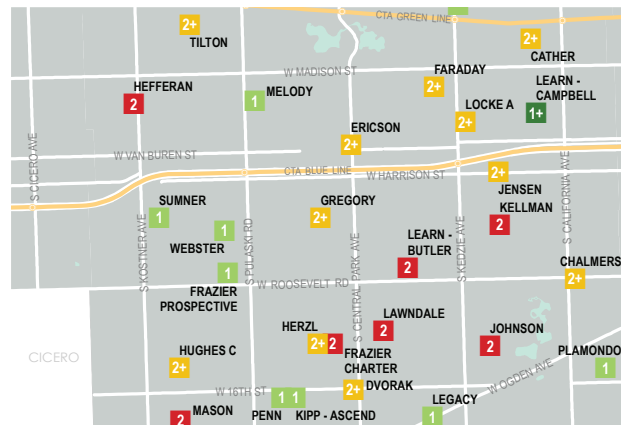 CTA GREEN LINE
2+
TILTON
2+
CATHER
W MADISON ST
HEFFERAN
2
1
MELODY
FARADAY
2+
LEARN -
CAMPBELL
1+
LOCKE A
2+
ERICSON
2+
S CICERO AVE
W VAN BUREN ST
CTA BLUE LINE
W HARRISON ST
2+
JENSEN
KELLMAN
2
S CALIFORNIA AVE
SUMNER
1
GREGORY
2+
WEBSTER
1
S KOSTNER AVE
S PULASKI RD
S CENTRAL PARK AVE
S KEDZIE AVE
LEARN -
BUTLER
2
CHALMERS
2+
1
FRAZIER
PROSPECTIVE
W ROOSEVELT RD
LAWNDALE
2
HERZL
2+
2
FRAZIER
CHARTER
JOHNSON
2
CICERO
HUGHES C
2+
PLAMONDO
1
W OGDEN AVE
W 16TH ST
2+
DVORAK
1
1
PENN
KIPP - ASCEND
LEGACY
1
MASON
2